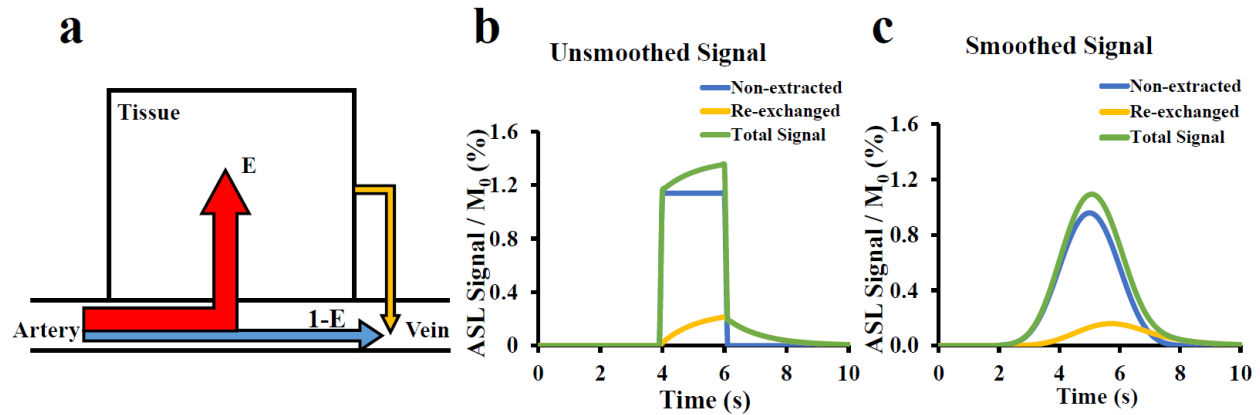 a
Tissue
E
Artery
1-E
Vein
b
Unsmoothed Signal
Non-extracted
Re-exchanged
Total Signal
ASL Signal / M0 (%)
1.6
1.2
0.8
0.4
0
0 2 4 6 8 10
Time (s)
c
Smoothed Signal
Non-extracted
Re-exchanged
Total Signal
ASL Signal / M0 (%)
1.6
1.2
0.8
0.4
0.0
0 2 4 6 8 10
Time (s)